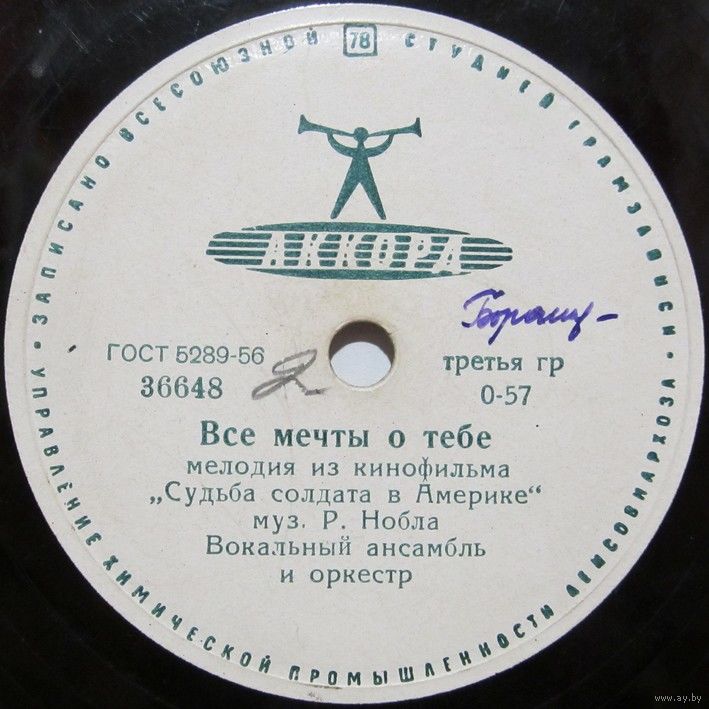 ЗАПИСАНО ВСЕСОЮЗНОЙ 78 СТУДИЕЙ ГРАМЗАПИСИ
АККОРД
ГОСТ 5289-56
36648
2
третья гр
0-57
Все мечты о тебе
мелодия из кинофильма
„Судьба солдата в Америке“
муз. Р. Нобла
Вокальный ансамбль
и оркестр
• УПРАВЛЕНИЕ ХИМИЧЕСКОЙ ПРОМЫШЛЕННОСТИ ЛЕНСОВНАРХОЗА •
www.ay.by